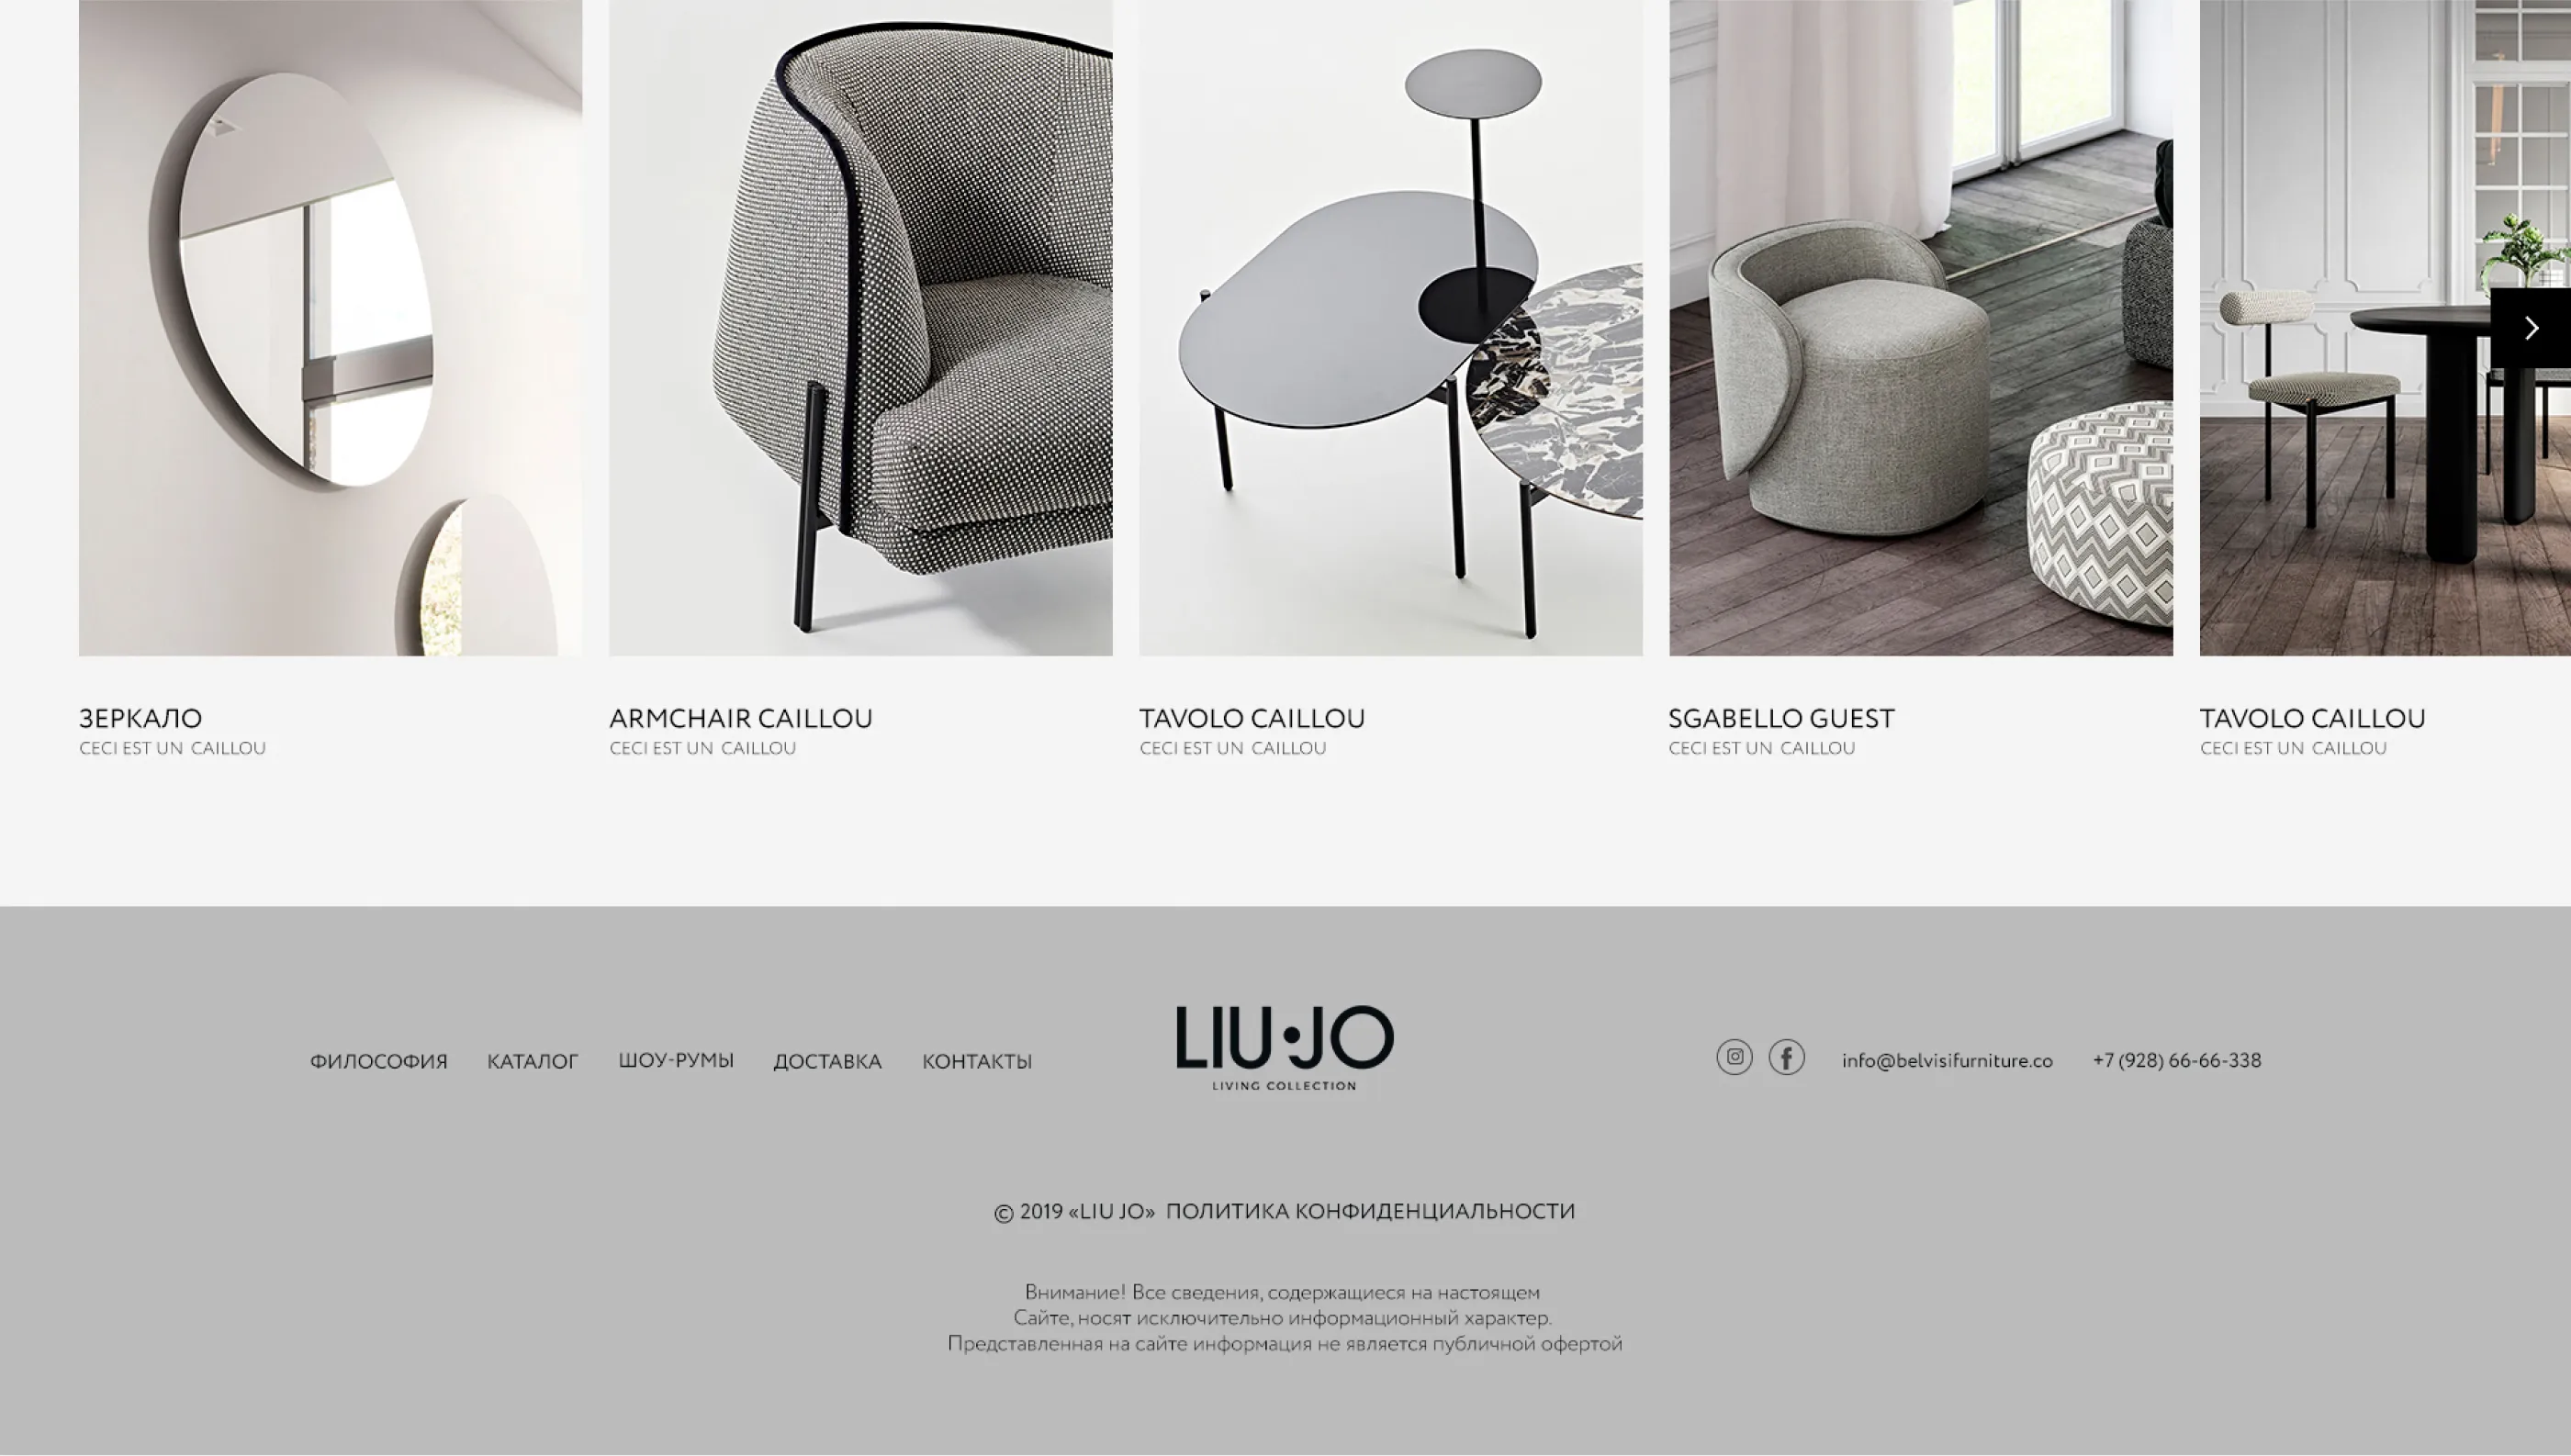 ЗЕРКАЛО
CECI EST UN CAILLOU
ARMCHAIR CAILLOU
CECI EST UN CAILLOU
TAVOLO CAILLOU
CECI EST UN CAILLOU
SGABELLO GUEST
CECI EST UN CAILLOU
TAVOLO CAILLOU
CECI EST UN CAILLOU
ФИЛОСОФИЯ КАТАЛОГ ШОУ-РУМЫ ДОСТАВКА КОНТАКТЫ
LIU·JO
LIVING COLLECTION
info@belvisifurniture.co +7 (928) 66-66-338
© 2019 «LIU JO» ПОЛИТИКА КОНФИДЕНЦИАЛЬНОСТИ
Внимание! Все сведения, содержащиеся на настоящем
Сайте, носят исключительно информационный характер.
Представленная на сайте информация не является публичной офертой